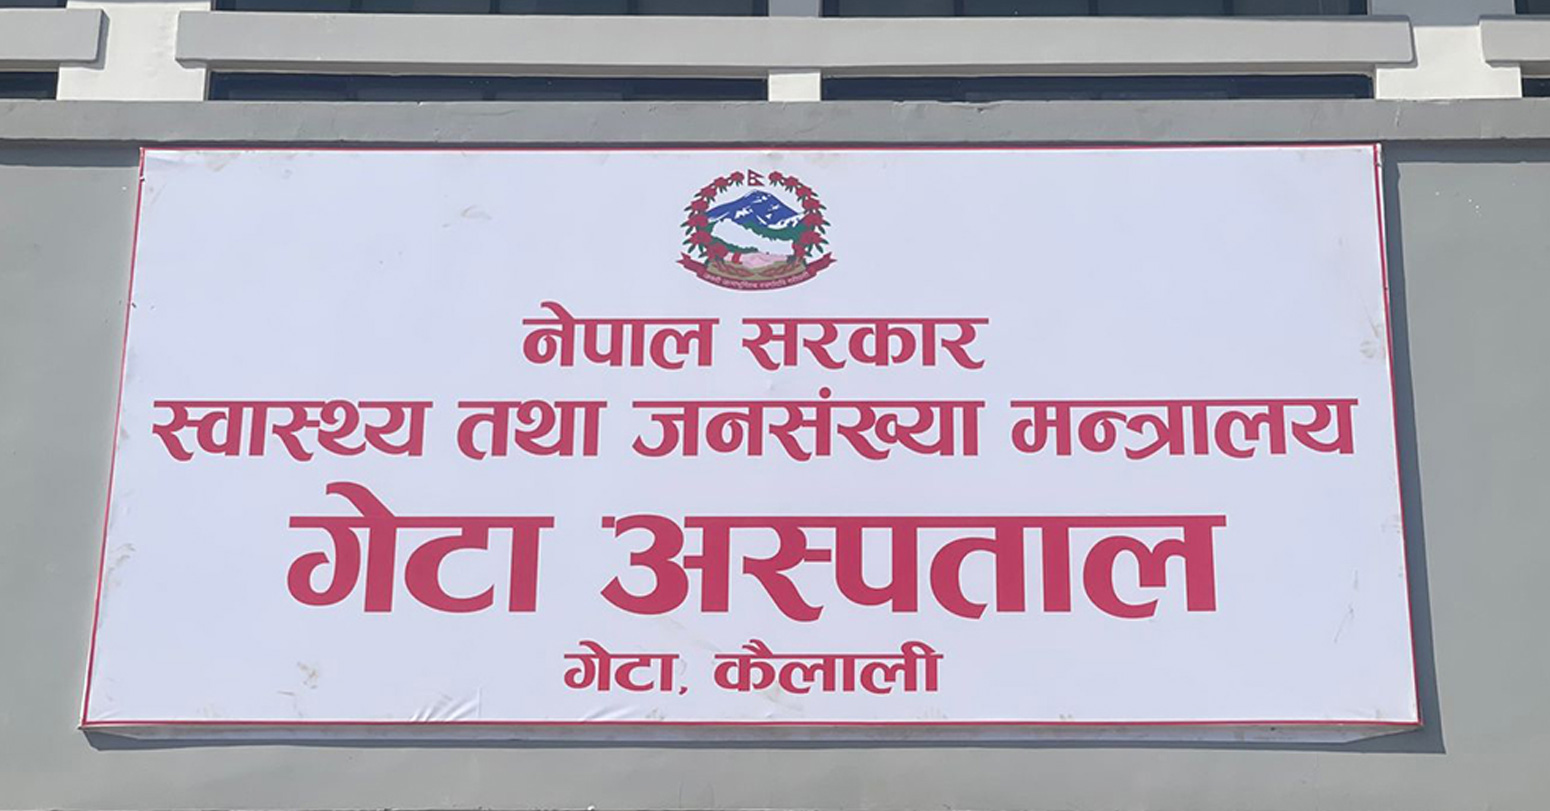 नेपाल सरकार
स्वास्थ्य तथा जनसंख्या मन्त्रालय
गेटा अस्पताल
गेटा, कैलाली